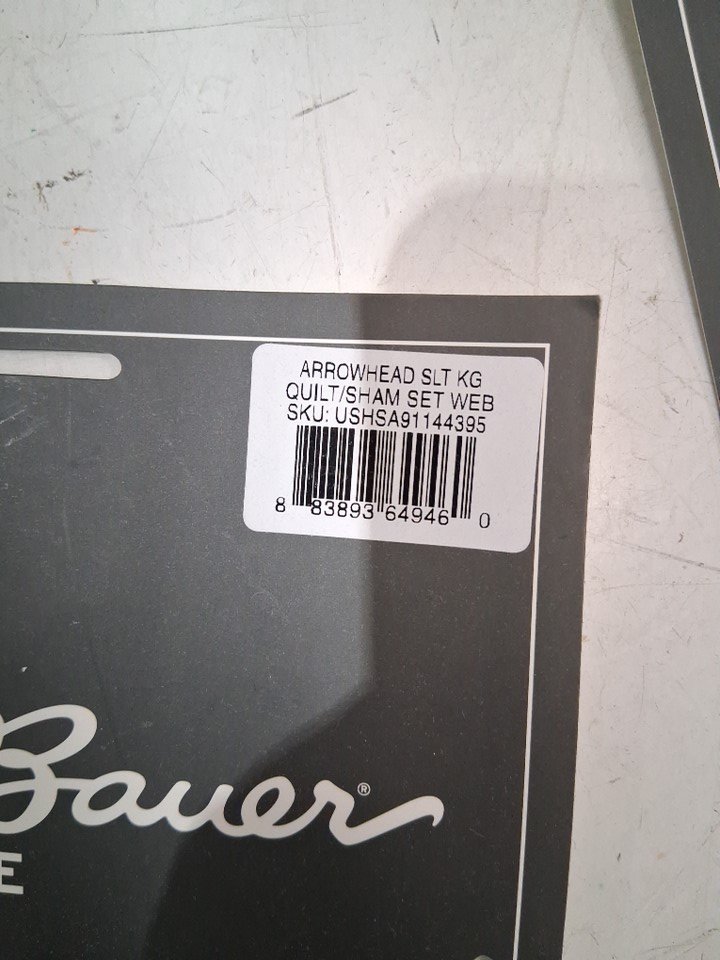 ARROWHEAD SLT KG
QUILT/SHAM SET WEB
SKU: USHSA91144395
8 83893 64946 0
Bauer®
E